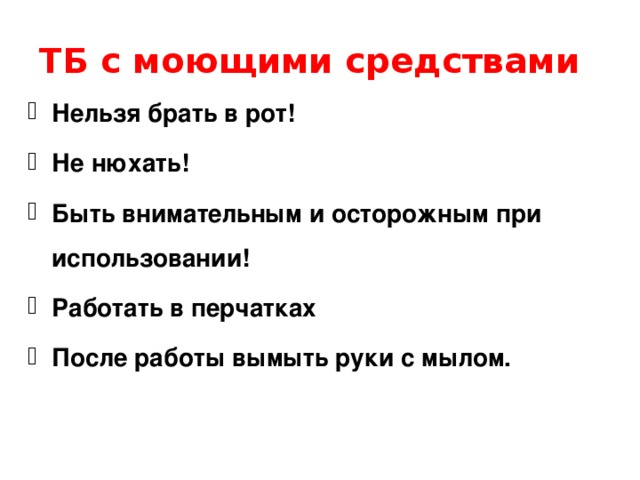 ТБ с моющими средствами
Нельзя брать в рот!
Не нюхать!
Быть внимательным и осторожным при
использовании!
Работать в перчатках
После работы вымыть руки с мылом.